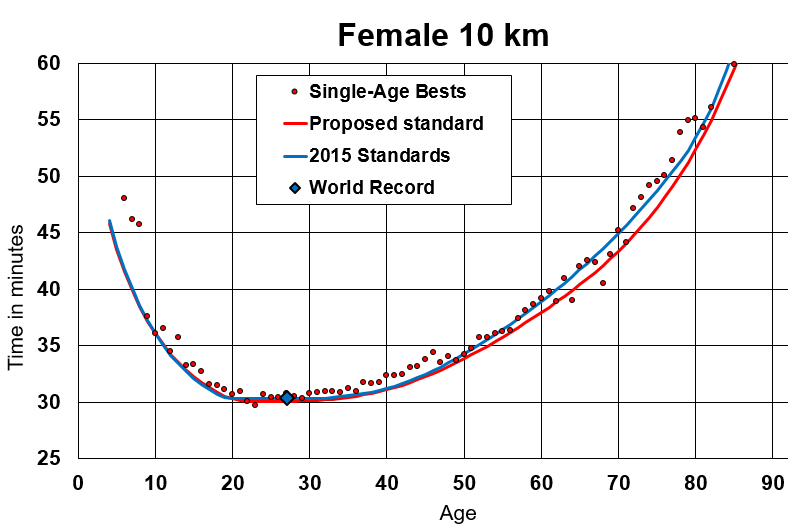 Female 10 km
60
55
50
45
40
35
30
25
Time in minutes
Single-Age Bests
Proposed standard
2015 Standards
World Record
0 10 20 30 40 50 60 70 80 90
Age